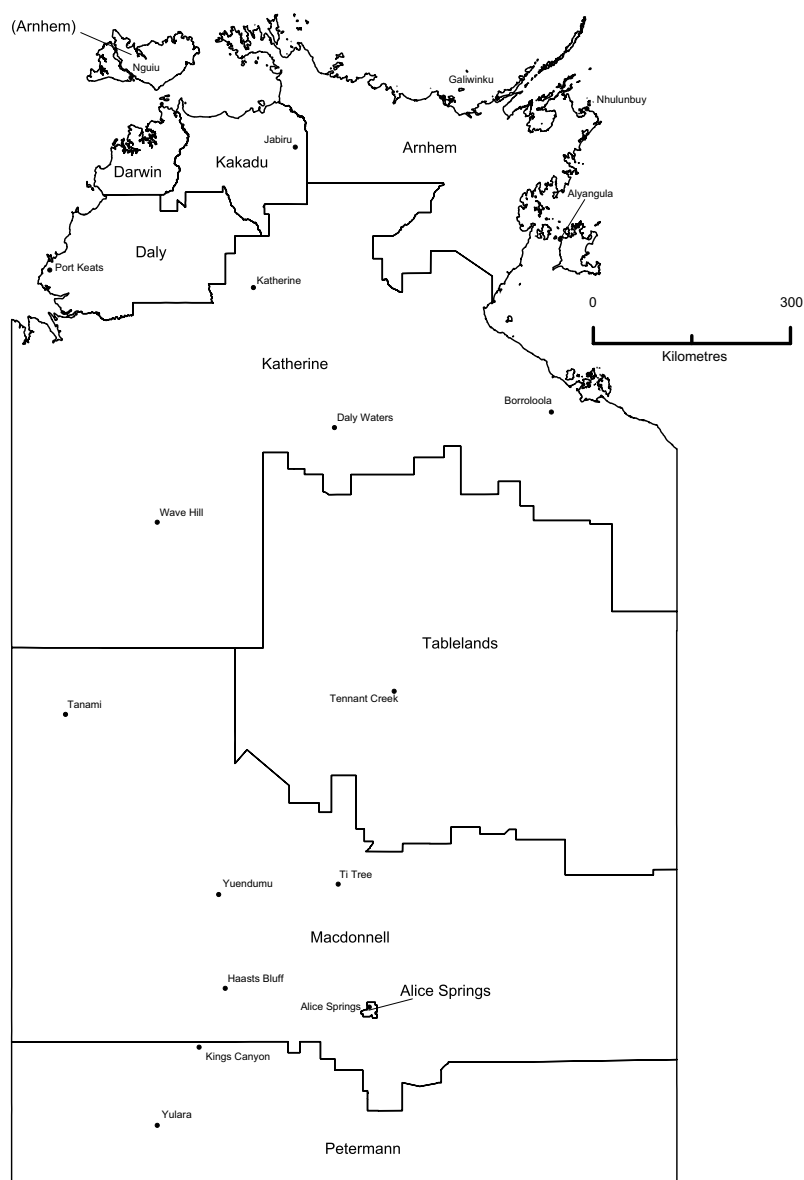 (Arnhem)
Nguiu
Galiwinku
Nhulunbuy
Jabiru
Arnhem
Kakadu
Darwin
Alyangula
Daly
Port Keats
Katherine
0 300
Kilometres
Katherine
Borroloola
Daly Waters
Wave Hill
Tablelands
Tennant Creek
Tanami
Ti Tree
Yuendumu
Macdonnell
Haasts Bluff
Alice Springs
Alice Springs
Kings Canyon
Yulara
Petermann